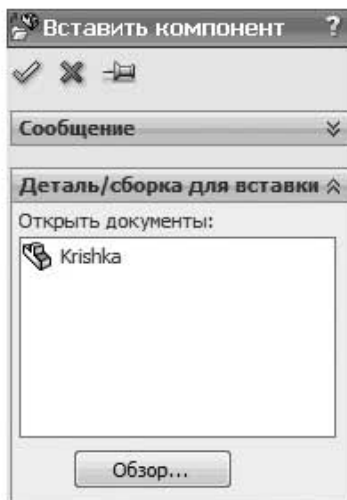 Вставить компонент ?
Сообщение
Деталь/сборка для вставки
Открыть документы:
Krishka
Обзор...